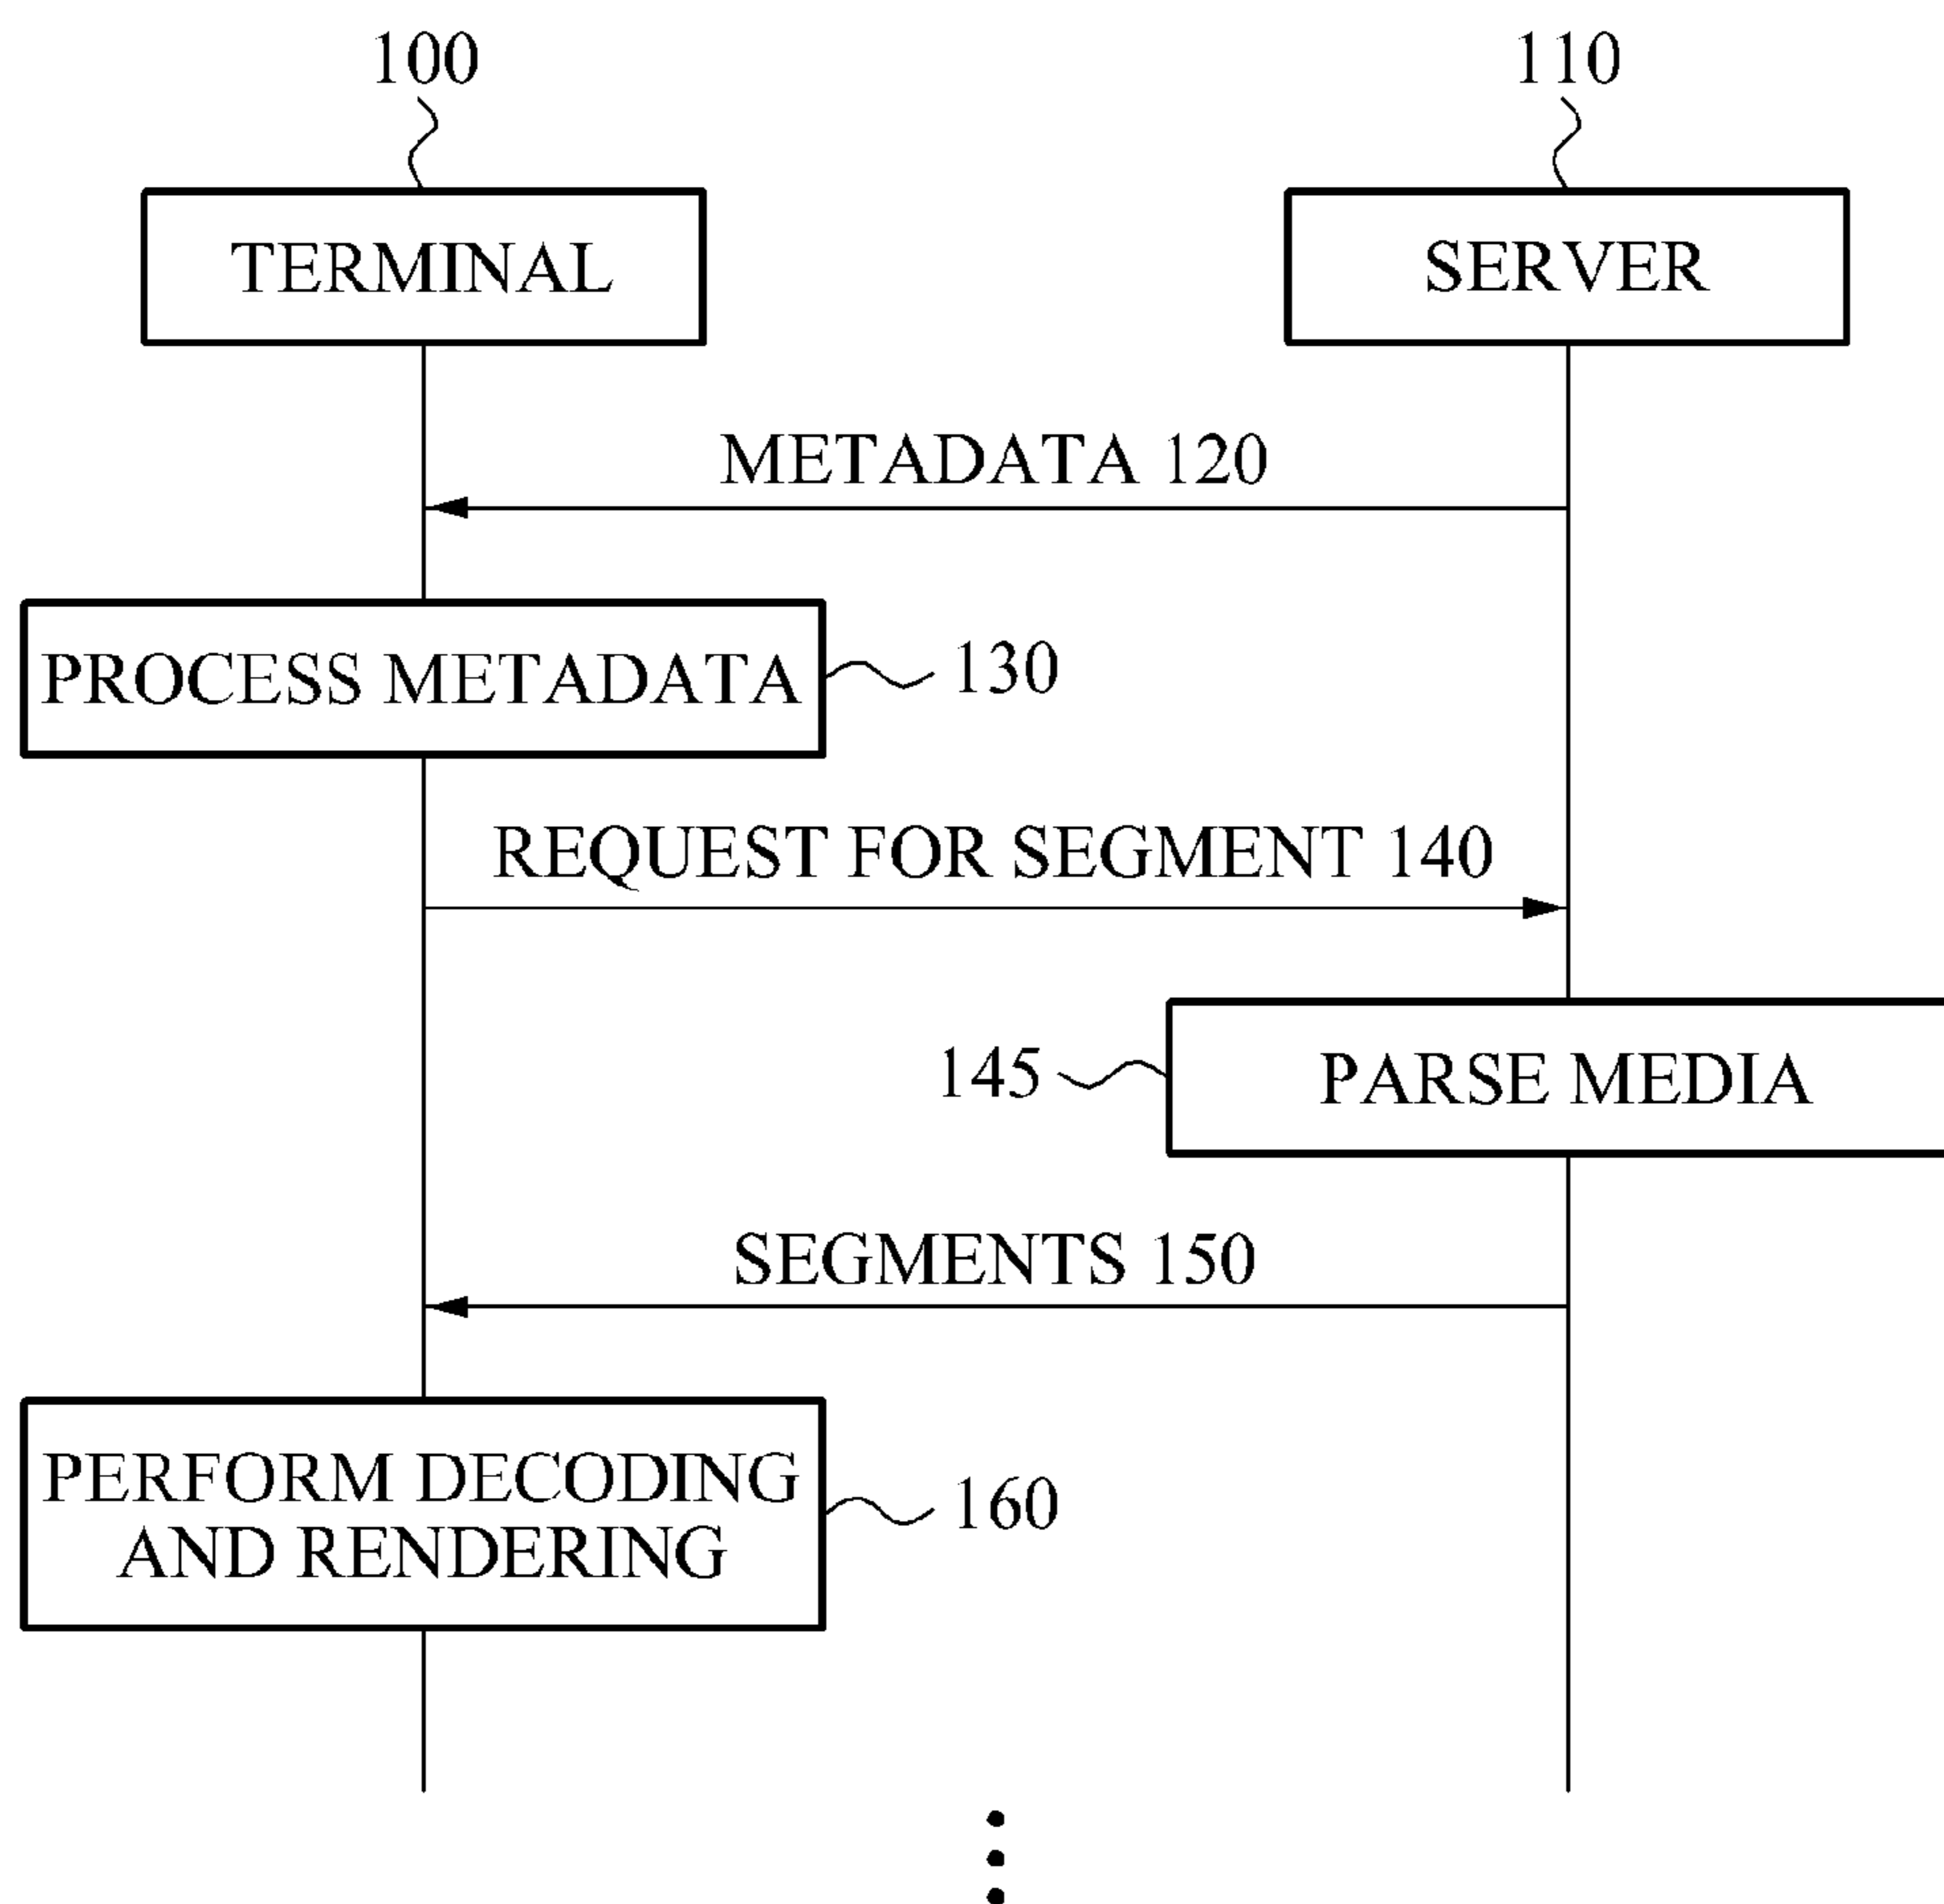 100
110
TERMINAL
SERVER
METADATA 120
PROCESS METADATA
130
REQUEST FOR SEGMENT 140
145
PARSE MEDIA
SEGMENTS 150
PERFORM DECODING
AND RENDERING
160